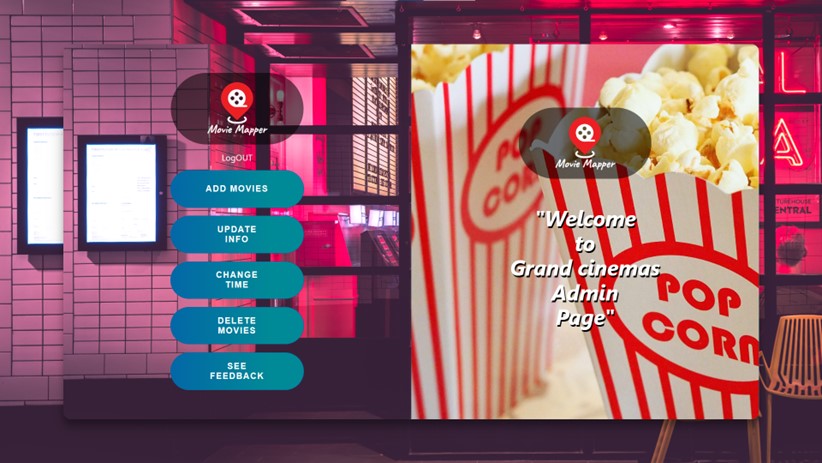 Movie Mapper
LogOUT
ADD MOVIES
UPDATE
INFO
CHANGE
TIME
DELETE
MOVIES
SEE
FEEDBACK
Movie Mapper
"Welcome
to
Grand cinemas
Admin
Page"
POP
COR
POP
CORN
L
A
ENTRAL